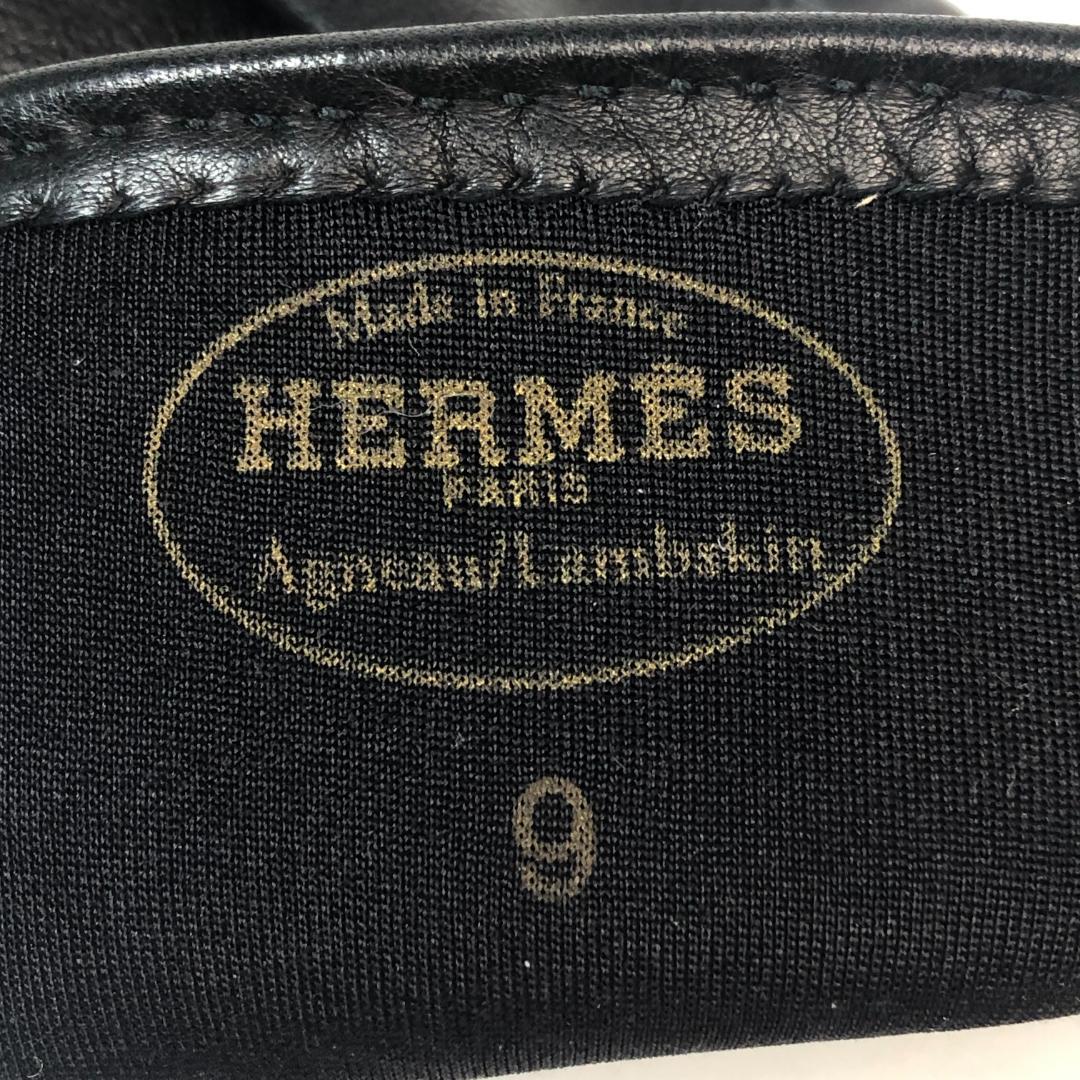 Made in France
HERMÈS
PARIS
Agneau/Lambskin
9